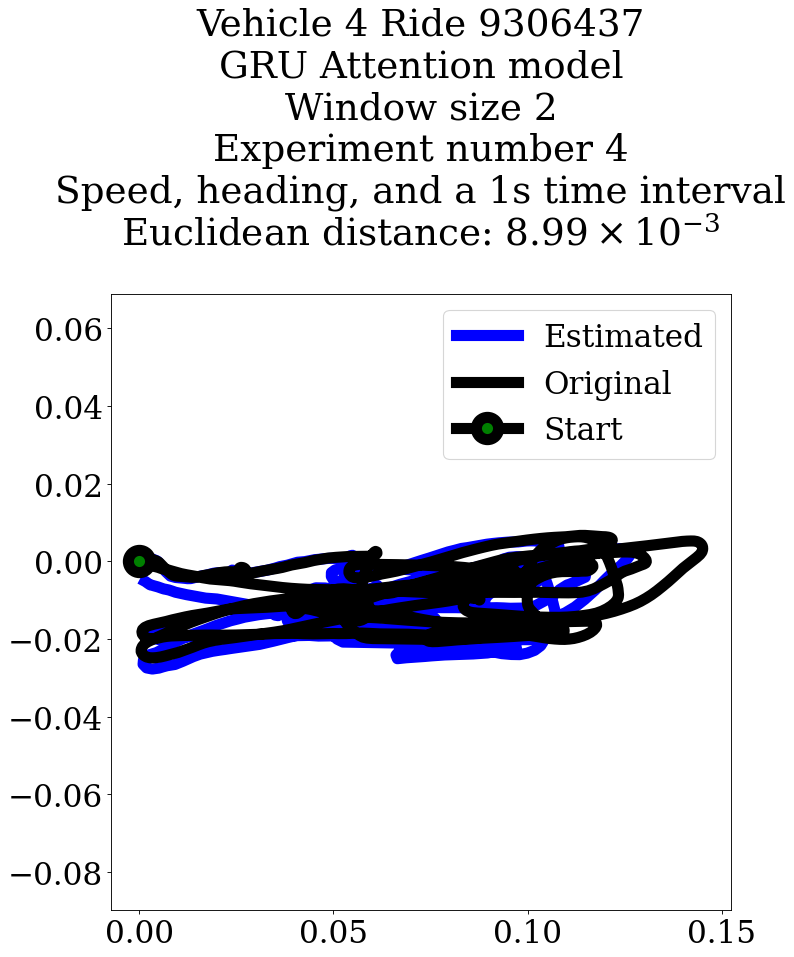 Vehicle 4 Ride 9306437
GRU Attention model
Window size 2
Experiment number 4
Speed, heading, and a 1s time interval
Euclidean distance: 8.99 × 10⁻³
Estimated
Original
Start
0.06
0.04
0.02
0.00
−0.02
−0.04
−0.06
−0.08
0.00 0.05 0.10 0.15